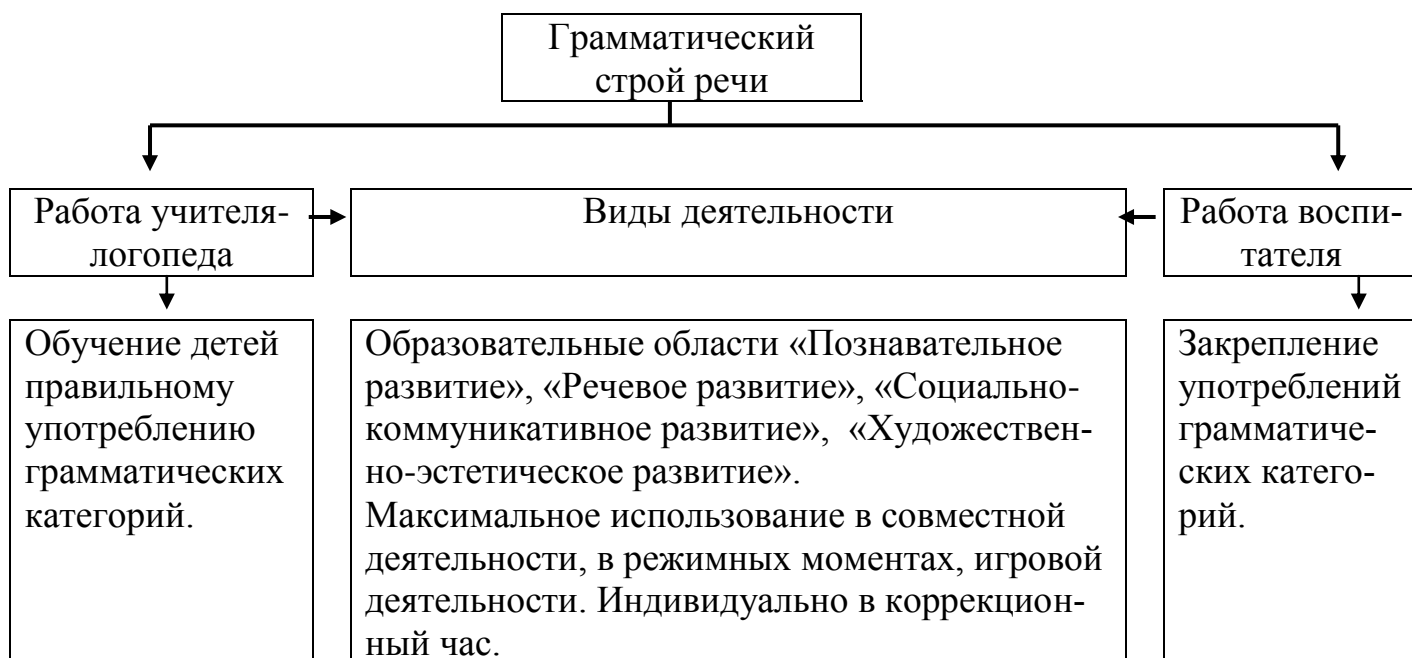 Грамматический
строй речи
Работа учителя-
логопеда
Виды деятельности
Работа воспи-
тателя
Обучение детей
правильному
употреблению
грамматических
категорий.
Образовательные области «Познавательное
развитие», «Речевое развитие», «Социально-
коммуникативное развитие», «Художествен-
но-эстетическое развитие».
Максимальное использование в совместной
деятельности, в режимных моментах, игровой
деятельности. Индивидуально в коррекцион-
ный час.
Закрепление
употреблений
грамматиче-
ских катего-
рий.